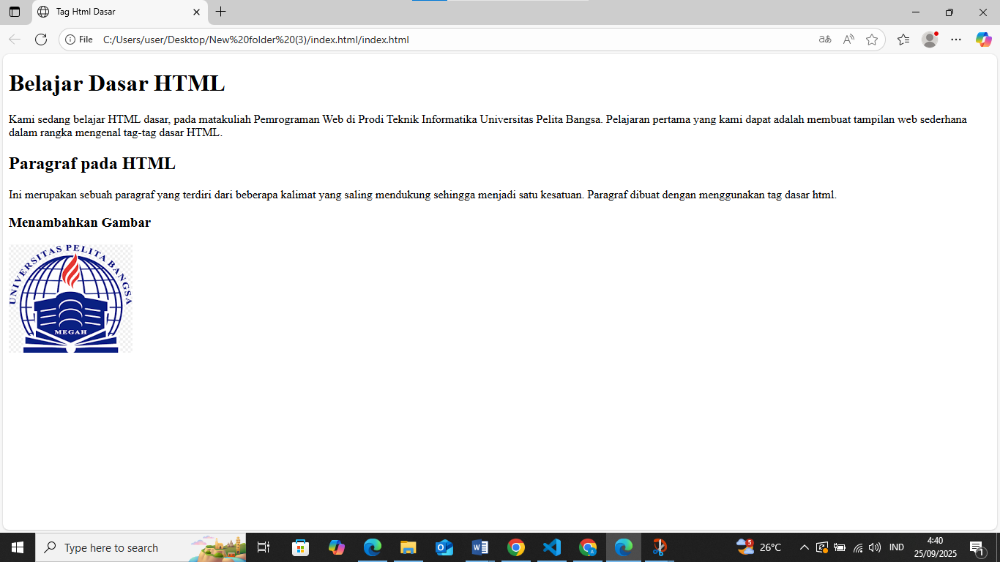 Tag Html Dasar
File C:/Users/user/Desktop/New%20folder%20(3)/index.html/index.html
Belajar Dasar HTML
Kami sedang belajar HTML dasar, pada matakuliah Pemrograman Web di Prodi Teknik Informatika Universitas Pelita Bangsa. Pelajaran pertama yang kami dapat adalah membuat tampilan web sederhana
dalam rangka mengenal tag-tag dasar HTML.
Paragraf pada HTML
Ini merupakan sebuah paragraf yang terdiri dari beberapa kalimat yang saling mendukung sehingga menjadi satu kesatuan. Paragraf dibuat dengan menggunakan tag dasar html.
Menambahkan Gambar
UNIVERSITAS PELITA BANGSA
MEGAH
Type here to search
5
26°C
IND
4:40
25/09/2025
1